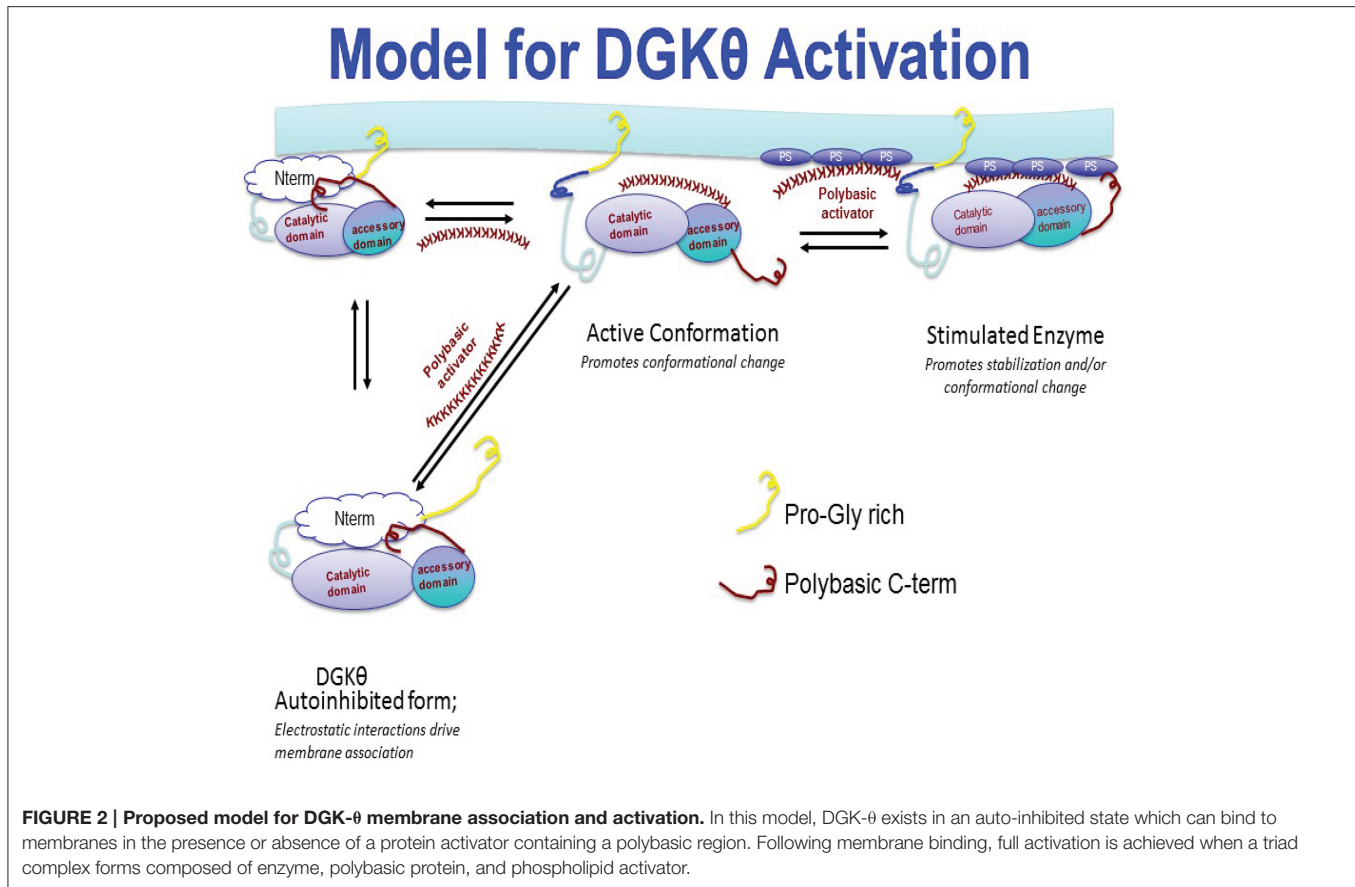 Model for DGKθ Activation
PS PS PS
PS PS PS
Nterm
Catalytic
domain
accessory
domain
Catalytic
domain
accessory
domain
Polybasic
activator
Catalytic
domain
accessory
domain
Polybasic
activator
Active Conformation
Promotes conformational change
Stimulated Enzyme
Promotes stabilization and/or
conformational change
Nterm
Catalytic
domain
accessory
domain
Pro-Gly rich
Polybasic C-term
DGKθ
Autoinhibited form;
Electrostatic interactions drive
membrane association
FIGURE 2 | Proposed model for DGK-θ membrane association and activation. In this model, DGK-θ exists in an auto-inhibited state which can bind to
membranes in the presence or absence of a protein activator containing a polybasic region. Following membrane binding, full activation is achieved when a triad
complex forms composed of enzyme, polybasic protein, and phospholipid activator.